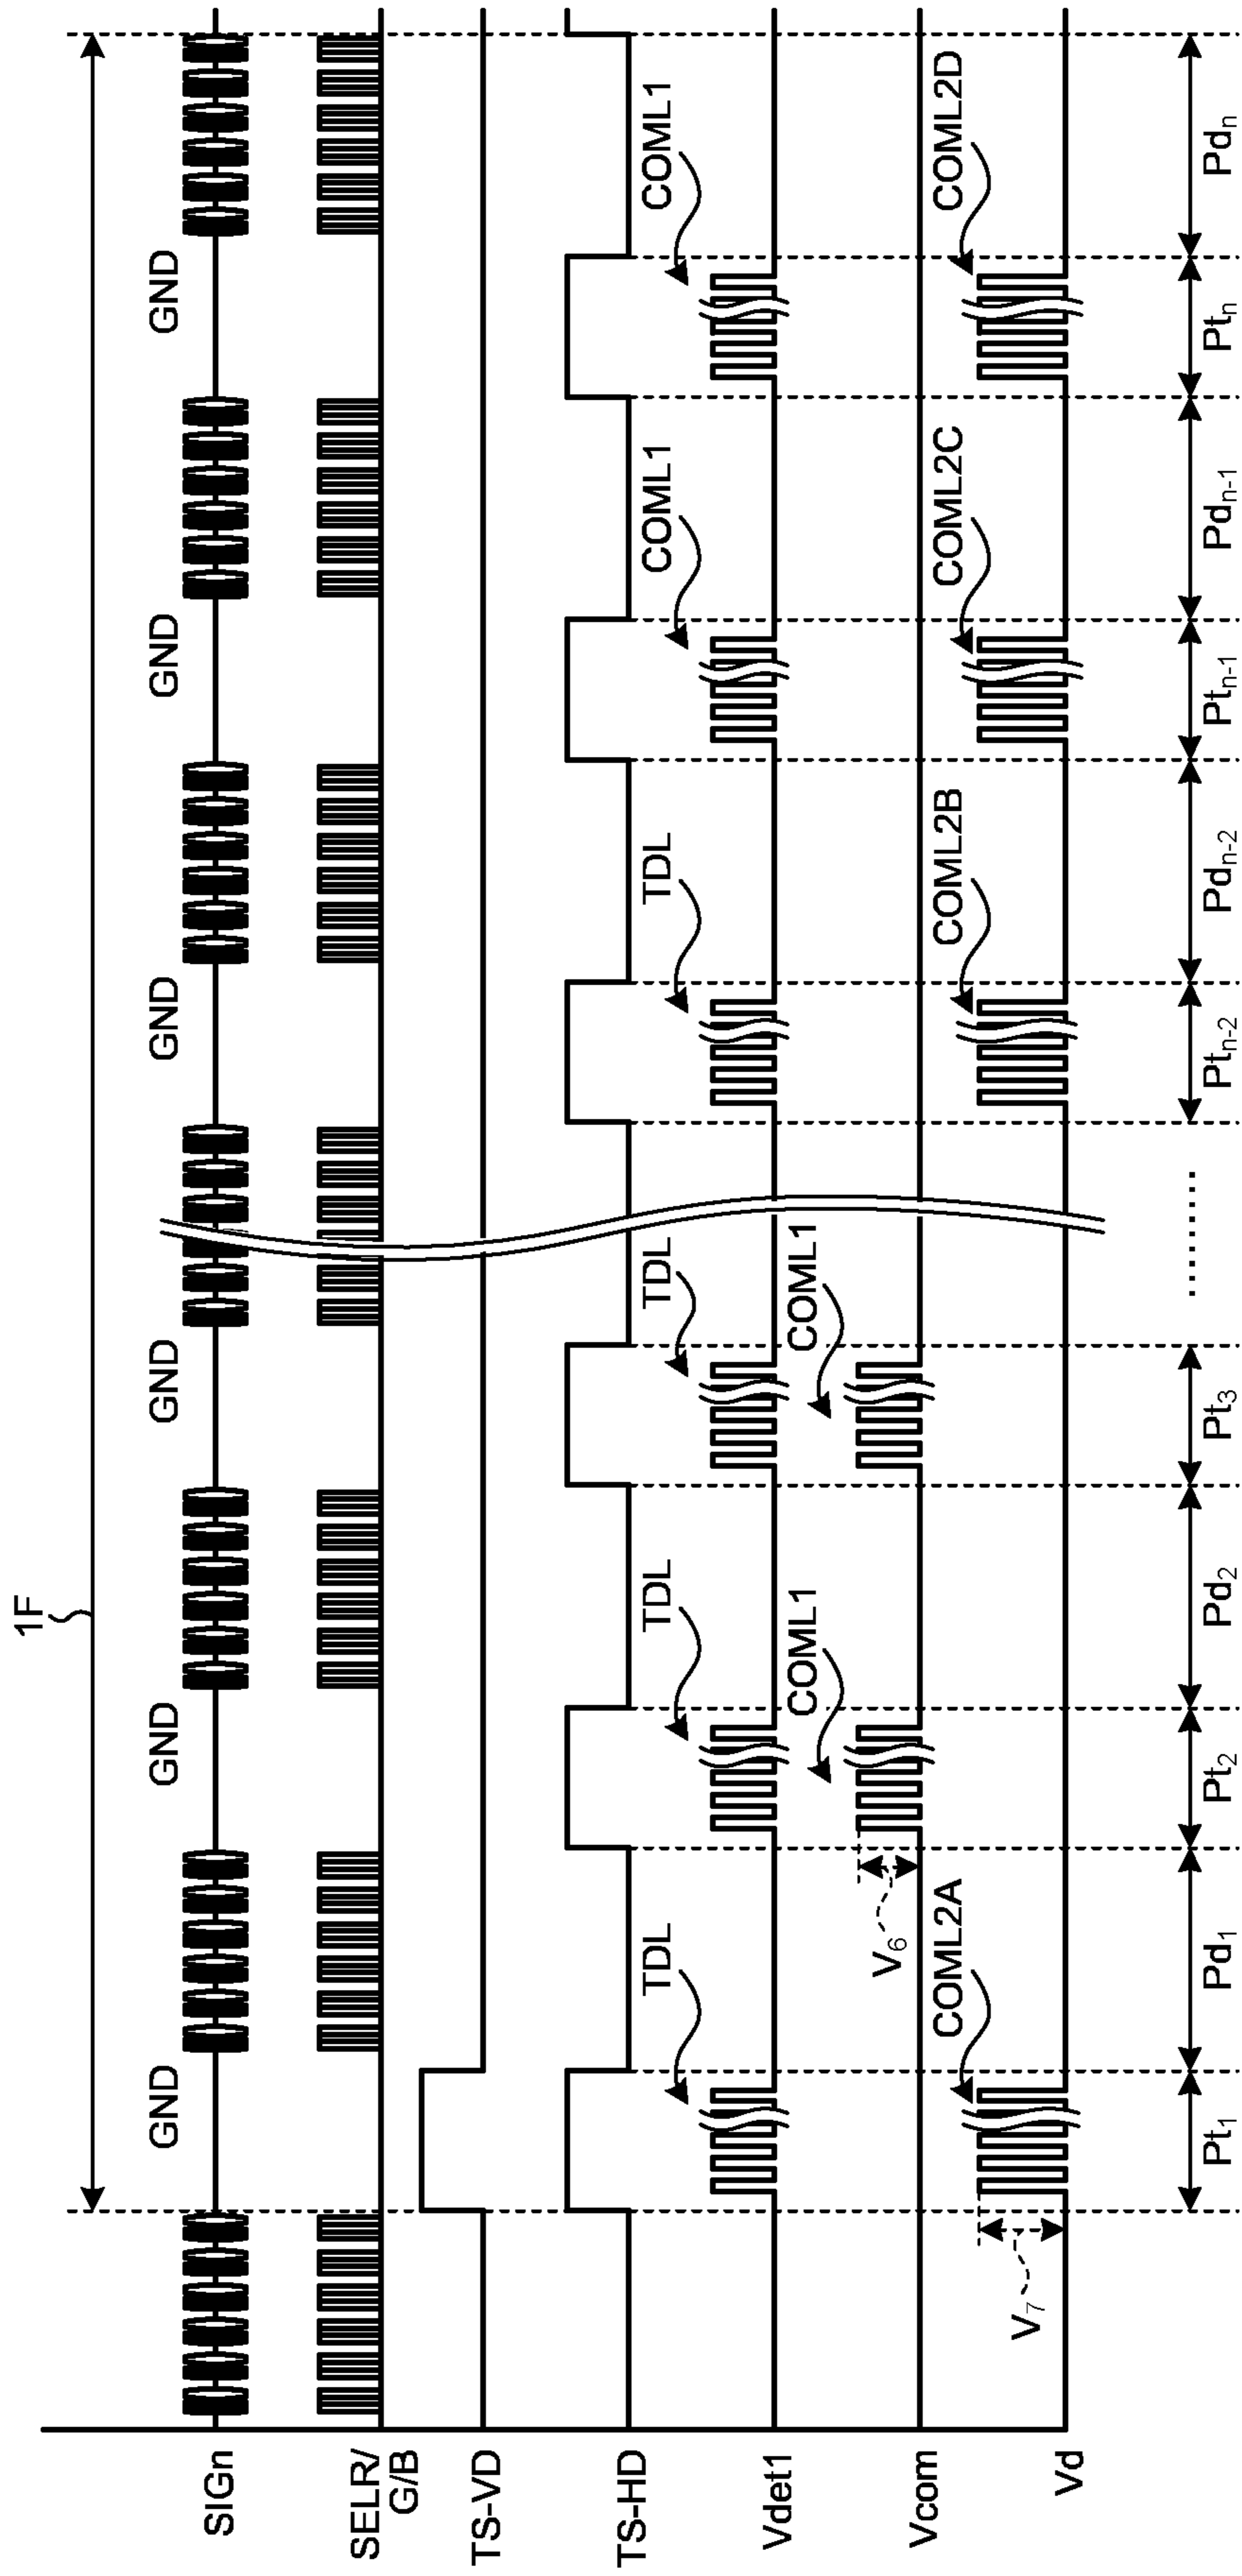 1F
SIGn
GND GND GND GND GND GND
SELR/
G/B
TS-VD
TS-HD
TDL TDL TDL TDL COML1 COML1
Vdet1
COML1 COML1
Vcom
V6
COML2A COML2B COML2C COML2D
Vd
V7
Pt1 Pd1 Pt2 Pd2 Pt3 ........ Ptn-2 Pdn-2 Ptn-1 Pdn-1 Ptn Pdn